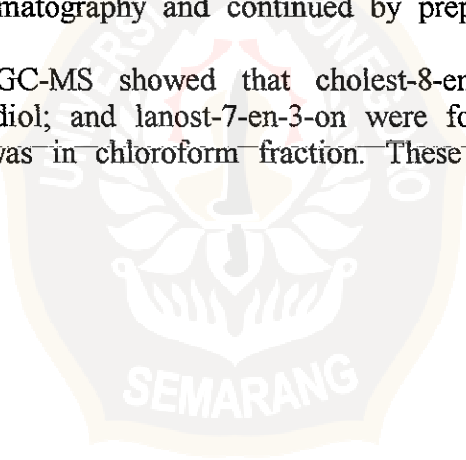 matography and continued by prep
GC-MS showed that cholest-8-en
diol; and lanost-7-en-3-on were fo
was in chloroform fraction. These
SEMARANG